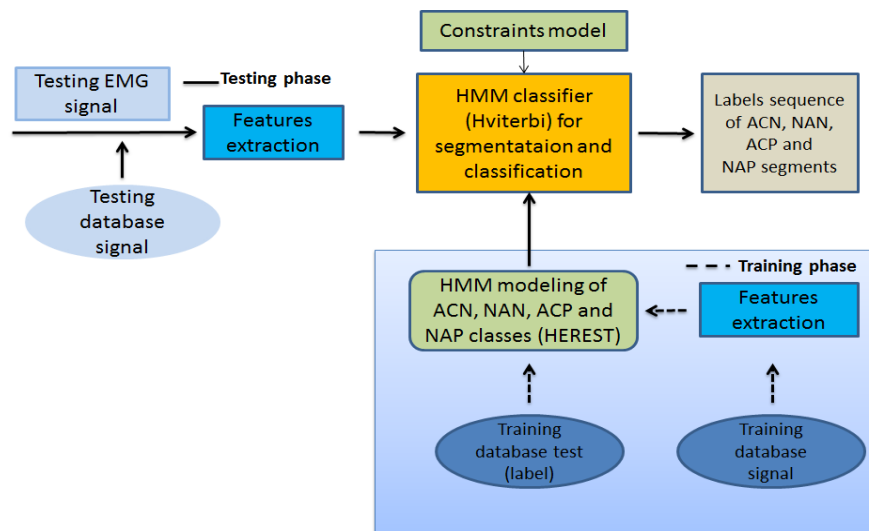 Constraints model
Testing EMG
signal
Testing phase
Features
extraction
HMM classifier
(Hviterbi) for
segmentataion and
classification
Labels sequence
of ACN, NAN,
ACP and
NAP segments
Testing
database
signal
Training phase
HMM modeling of
ACN, NAN, ACP and
NAP classes (HEREST)
Features
extraction
Training
database test
(label)
Training
database
signal